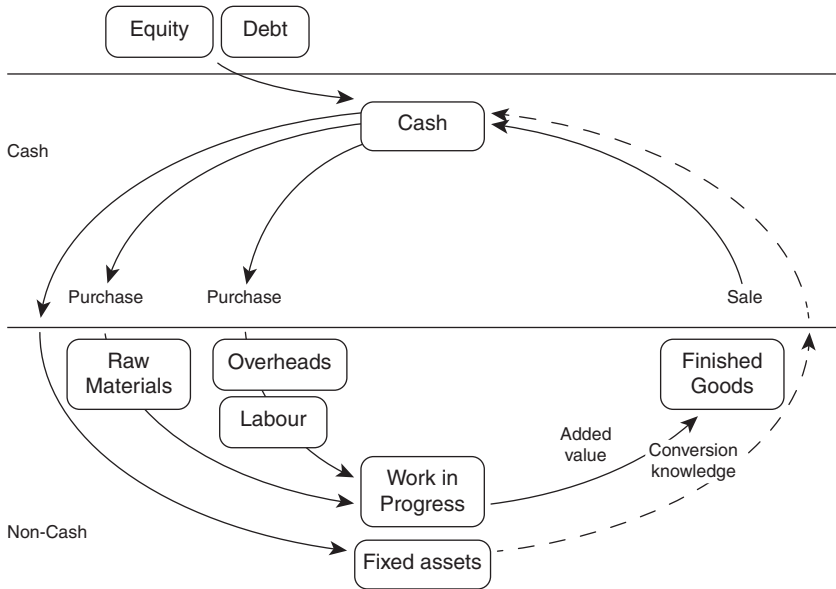 Equity
Debt
Cash
Cash
Purchase
Purchase
Sale
Raw
Materials
Overheads
Labour
Finished
Goods
Added
value
Conversion
knowledge
Work in
Progress
Non-Cash
Fixed assets